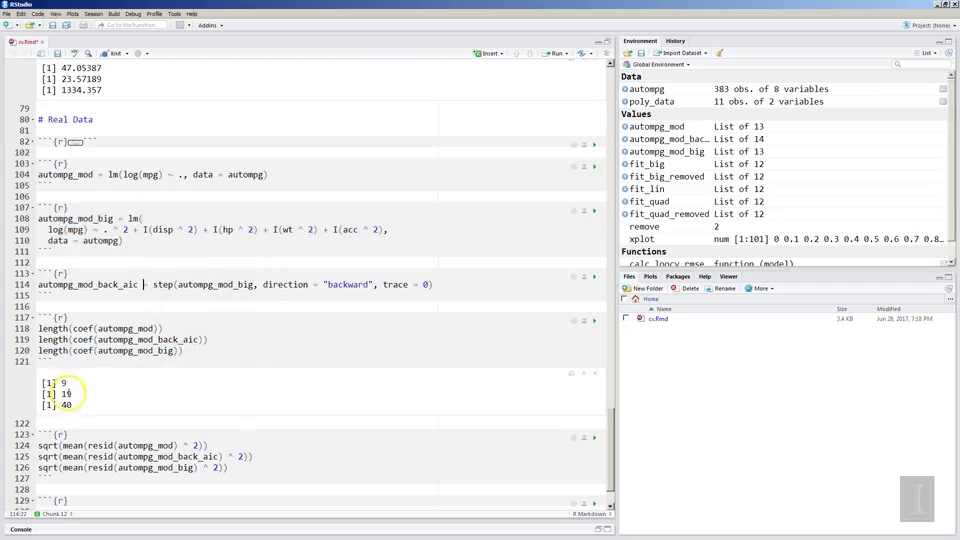 RStudio
File Edit Code View Plots Session Build Debug Profile Tools Help
Go to file/function
Addins
Project: (None)
cv.Rmd*
Knit
Insert
Run
[1] 47.05387
[1] 23.57189
[1] 1334.357
79
80 # Real Data
81
82 ```{r} ```
102
103 ```{r}
104 autompg_mod = lm(log(mpg) ~ ., data = autompg)
105 ```
106
107 ```{r}
108 autompg_mod_big = lm(
109 log(mpg) ~ . ^ 2 + I(disp ^ 2) + I(hp ^ 2) + I(wt ^ 2) + I(acc ^ 2),
110 data = autompg)
111 ```
112
113 ```{r}
114 autompg_mod_back_aic = step(autompg_mod_big, direction = "backward", trace = 0)
115 ```
116
117 ```{r}
118 length(coef(autompg_mod))
119 length(coef(autompg_mod_back_aic))
120 length(coef(autompg_mod_big))
121 ```
[1] 9
[1] 19
[1] 40
122
123 ```{r}
124 sqrt(mean(resid(autompg_mod) ^ 2))
125 sqrt(mean(resid(autompg_mod_back_aic) ^ 2))
126 sqrt(mean(resid(autompg_mod_big) ^ 2))
127 ```
128
129 ```{r}
114:22 Chunk 12 R Markdown
Console
Environment History
Import Dataset List
Global Environment
Data
autompg 383 obs. of 8 variables
poly_data 11 obs. of 2 variables
Values
autompg_mod List of 13
autompg_mod_bac... List of 14
autompg_mod_big List of 13
fit_big List of 12
fit_big_removed List of 12
fit_lin List of 12
fit_quad List of 12
fit_quad_removed List of 12
remove 2
xplot num [1:101] 0 0.1 0.2 0.3 0.4 0.5 0.6 0.7 0.8...
Functions
calc_loocv_rmse function (model)
Files Plots Packages Help Viewer
New Folder Delete Rename More
Home
Name Size Modified
cv.Rmd 3.4 KB Jun 28, 2017, 7:18 PM